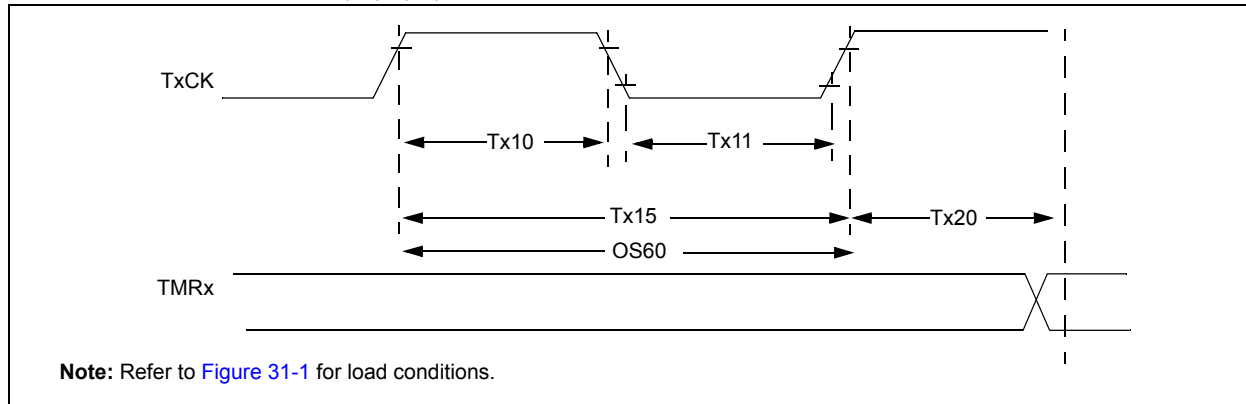 TxCK
Tx10
Tx11
Tx15
Tx20
OS60
TMRx
Note: Refer to Figure 31-1 for load conditions.